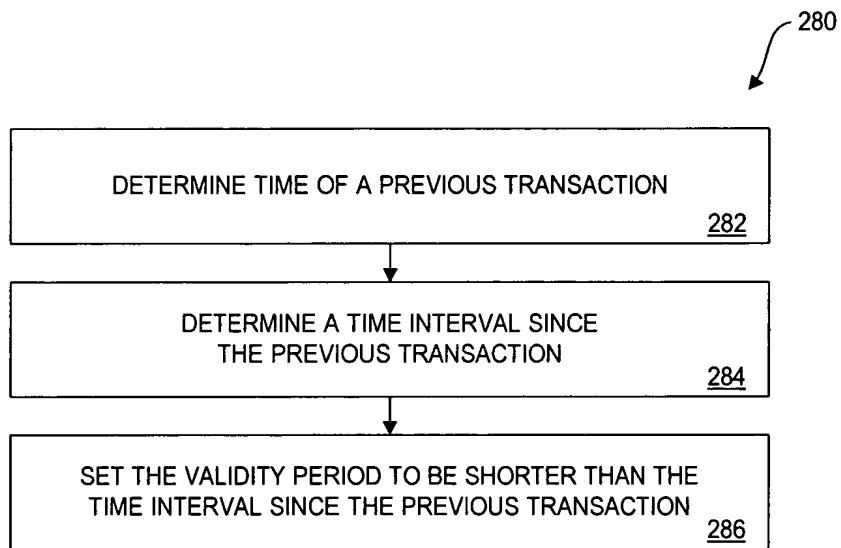 280
DETERMINE TIME OF A PREVIOUS TRANSACTION
282
DETERMINE A TIME INTERVAL SINCE
THE PREVIOUS TRANSACTION
284
SET THE VALIDITY PERIOD TO BE SHORTER THAN THE
TIME INTERVAL SINCE THE PREVIOUS TRANSACTION
286